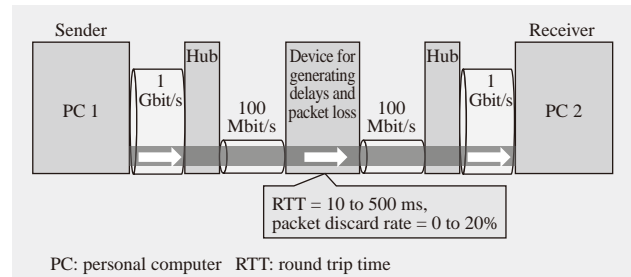 Sender
Receiver
Hub
Device for
generating
delays and
packet loss
Hub
PC 1
1
Gbit/s
100
Mbit/s
100
Mbit/s
1
Gbit/s
PC 2
RTT = 10 to 500 ms,
packet discard rate = 0 to 20%
PC: personal computer RTT: round trip time